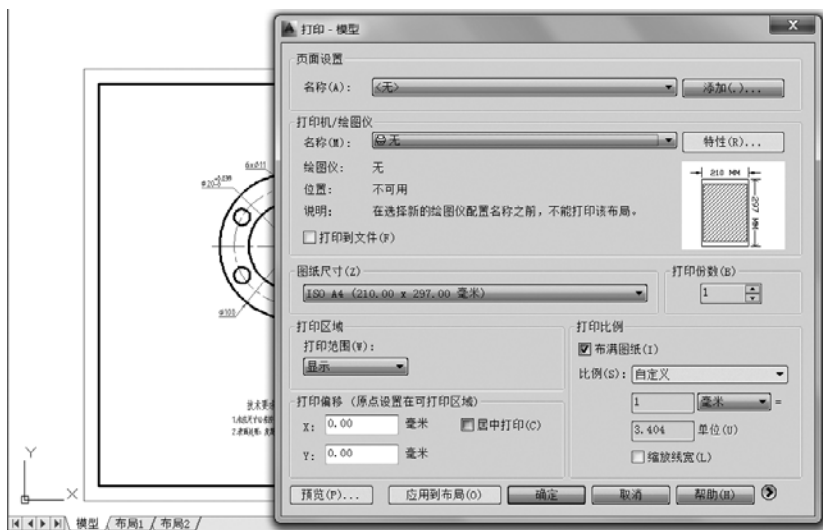 打印 - 模型
页面设置
名称(A): <无> 添加(.)...
打印机/绘图仪
名称(M): 无 特性(R)...
绘图仪: 无
位置: 不可用
说明: 在选择新的绘图仪配置名称之前，不能打印该布局。
打印到文件(F)
210 MM
297 MM
图纸尺寸(Z)
ISO A4 (210.00 x 297.00 毫米)
打印份数(B)
1
打印区域
打印范围(W):
显示
打印比例
布满图纸(I)
比例(S): 自定义
1 毫米 =
3.404 单位(U)
缩放线宽(L)
打印偏移 (原点设置在可打印区域)
X: 0.00 毫米 居中打印(C)
Y: 0.00 毫米
预览(P)... 应用到布局(O) 确定 取消 帮助(H)
技术要求
Y
X
模型 布局1 布局2